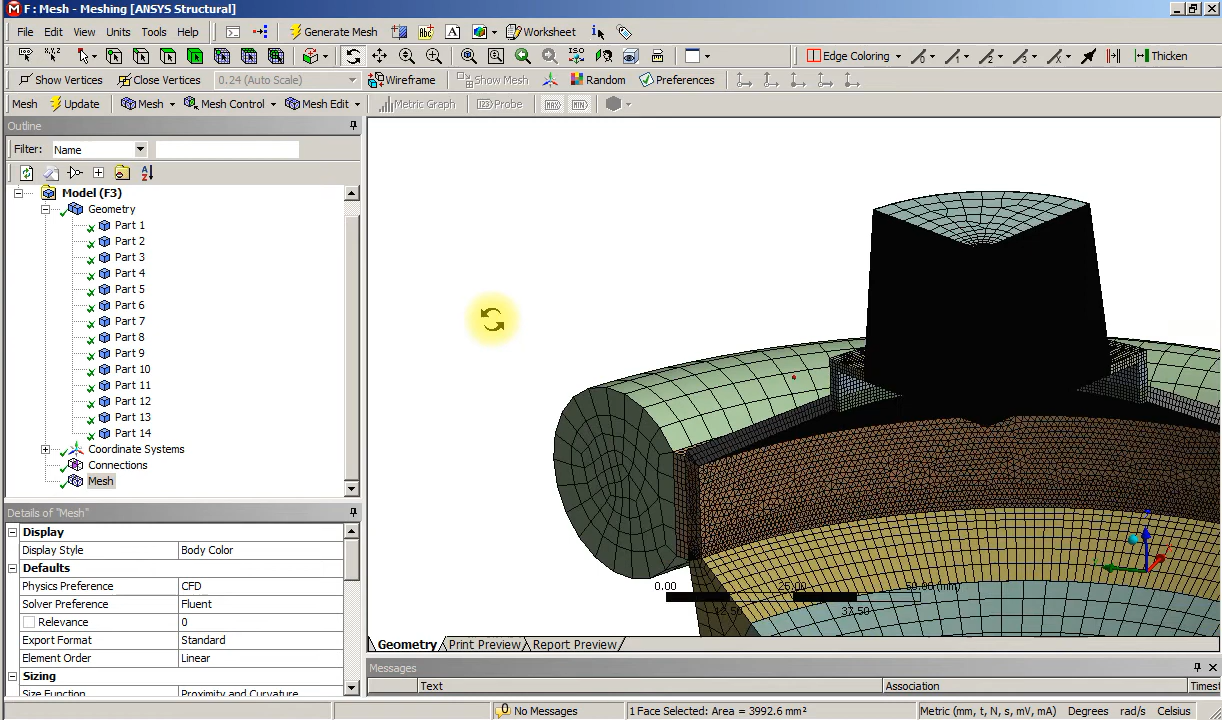 F : Mesh - Meshing [ANSYS Structural]
File Edit View Units Tools Help Generate Mesh Abc A Worksheet i
XYZ ISO Edge Coloring Thicken
Show Vertices Close Vertices 0.24 (Auto Scale) Wireframe Show Mesh Random Preferences
Mesh Update Mesh Mesh Control Mesh Edit Metric Graph Probe MAX MIN
Outline
Filter: Name
Model (F3)
Geometry
Part 1
Part 2
Part 3
Part 4
Part 5
Part 6
Part 7
Part 8
Part 9
Part 10
Part 11
Part 12
Part 13
Part 14
Coordinate Systems
Connections
Mesh
Details of "Mesh"
Display
Display Style Body Color
Defaults
Physics Preference CFD
Solver Preference Fluent
Relevance 0
Export Format Standard
Element Order Linear
Sizing
Size Function Proximity and Curvature
0.00 25.00 50.00 (mm)
12.50 37.50
Geometry Print Preview Report Preview
Messages
Text Association Timest
0 No Messages 1 Face Selected: Area = 3992.6 mm² Metric (mm, t, N, s, mV, mA) Degrees rad/s Celsius